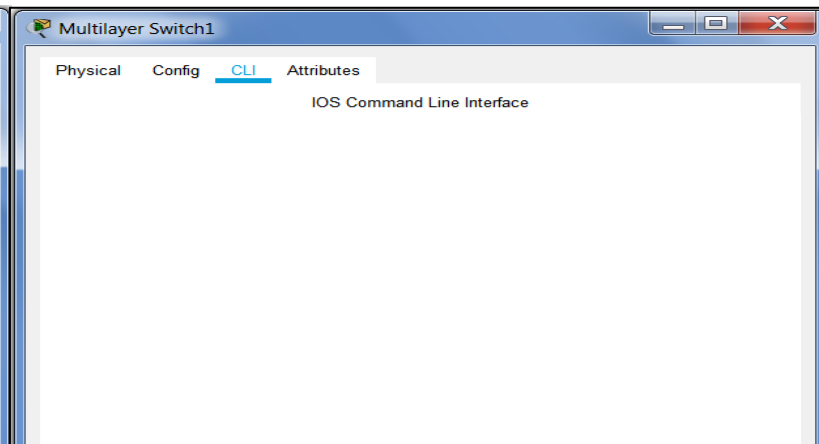 Multilayer Switch1
Physical Config CLI Attributes
IOS Command Line Interface